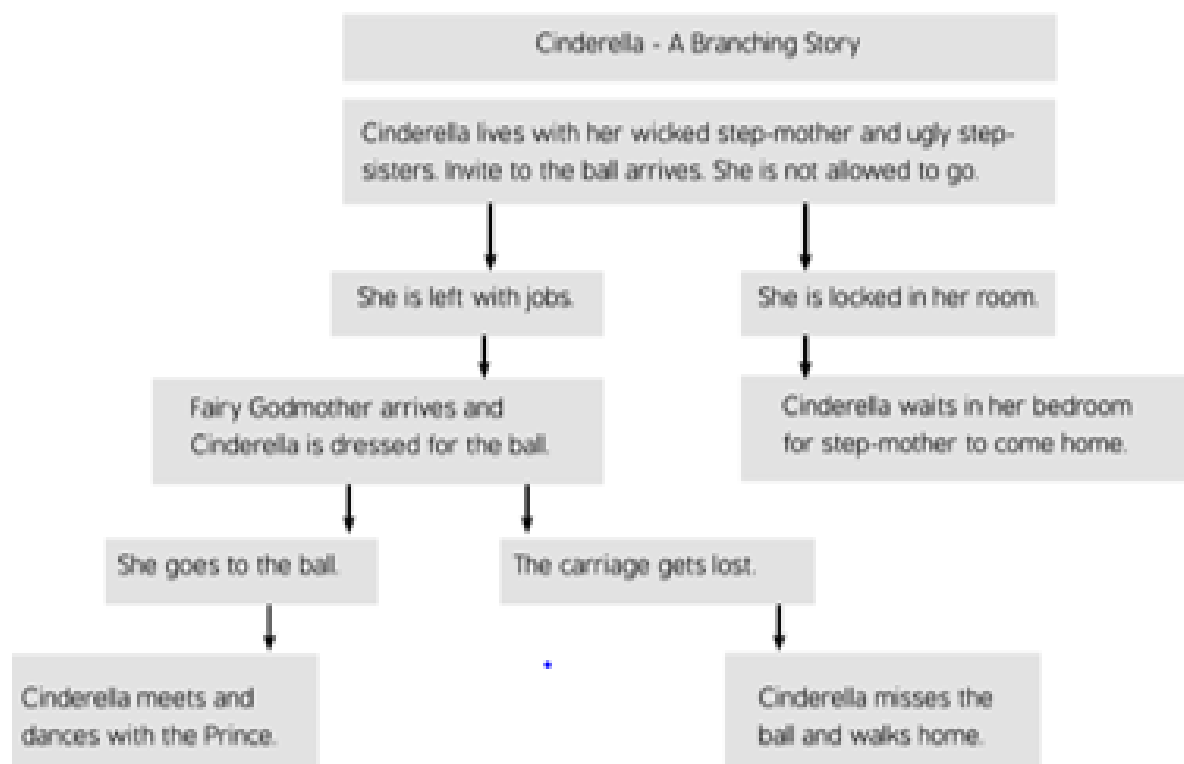 Cinderella - A Branching Story
Cinderella lives with her wicked step-mother and ugly step-
sisters. Invite to the ball arrives. She is not allowed to go.
She is left with jobs.
She is locked in her room.
Fairy Godmother arrives and
Cinderella is dressed for the ball.
Cinderella waits in her bedroom
for step-mother to come home.
She goes to the ball.
The carriage gets lost.
Cinderella meets and
dances with the Prince.
Cinderella misses the
ball and walks home.